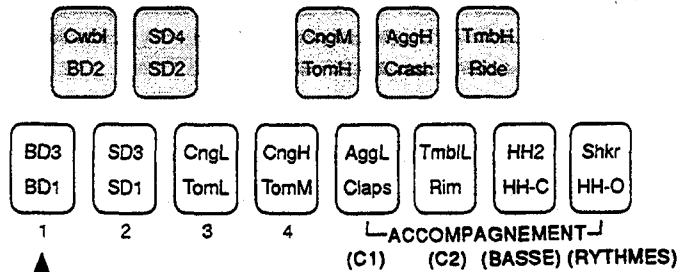 Cwbl SD4 CngM AggH TmbH
BD2 SD2 TomH Crash Ride
BD3 SD3 CngL CngH AggL TmblL HH2 Shkr
BD1 SD1 TomL TomM Claps Rim HH-C HH-O
1 2 3 4 ACCOMPAGNEMENT
(C1) (C2) (BASSE) (RYTHMES)